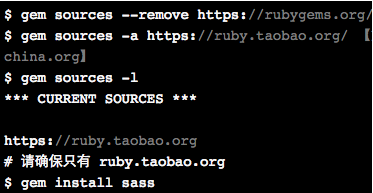 $ gem sources --remove https://rubygems.org/
$ gem sources -a https://ruby.taobao.org/ 【
china.org】
$ gem sources -l
*** CURRENT SOURCES ***
https://ruby.taobao.org
# 请确保只有 ruby.taobao.org
$ gem install sass